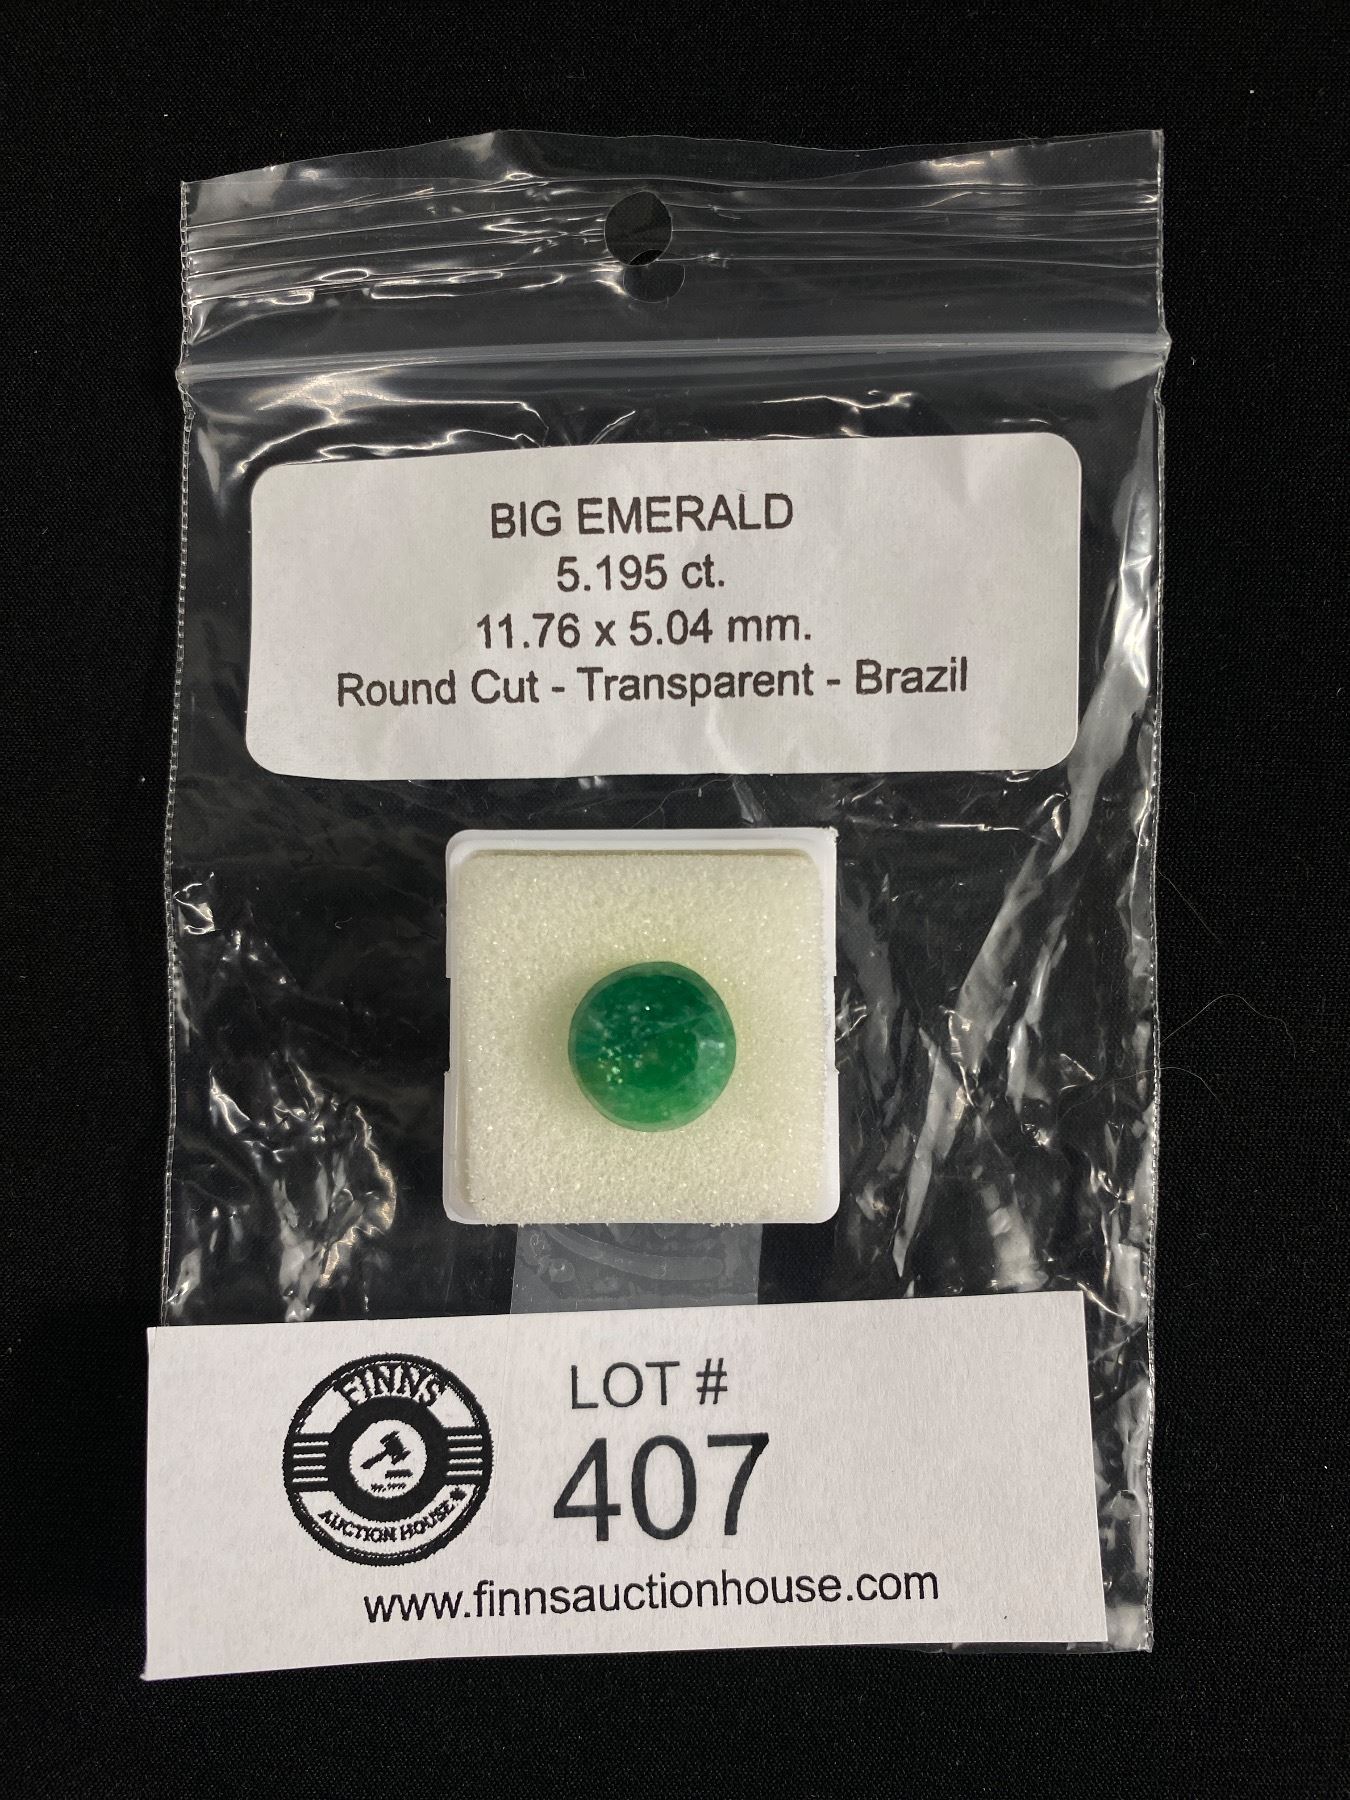 BIG EMERALD
5.195 ct.
11.76 x 5.04 mm.
Round Cut - Transparent - Brazil
FINNS
AUCTION HOUSE
LOT #
407
www.finnsauctionhouse.com